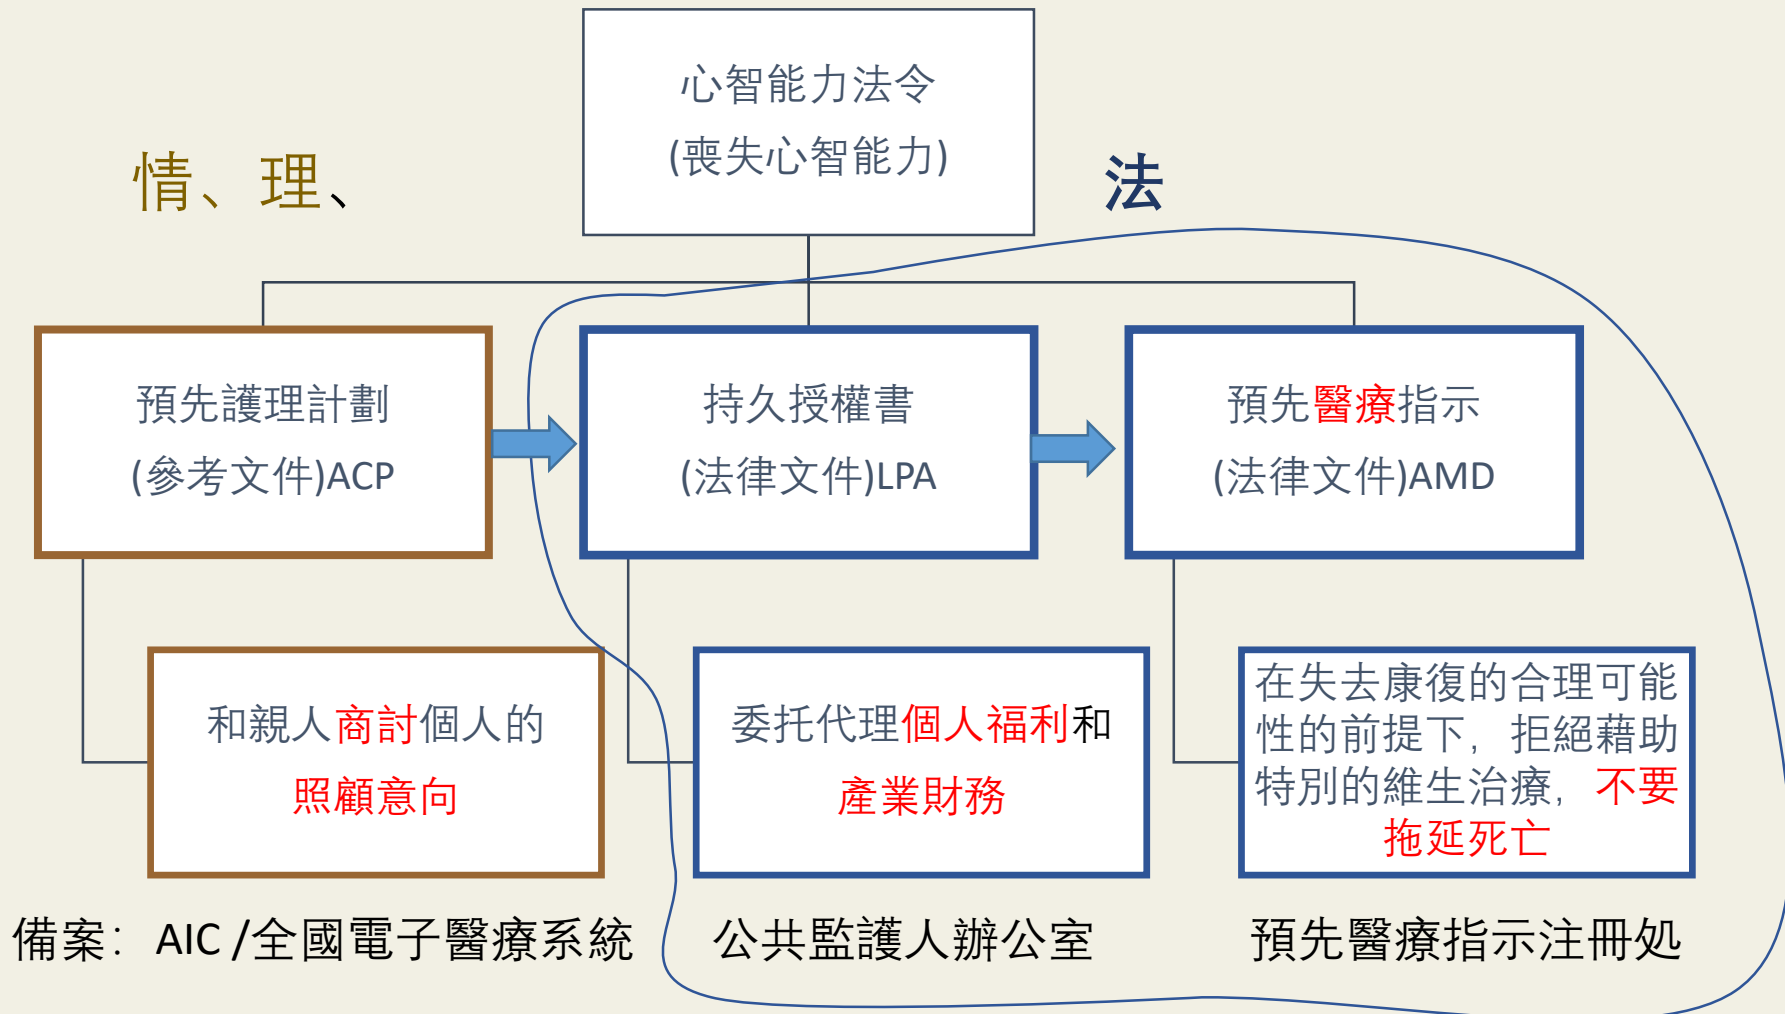 心智能力法令
(喪失心智能力)
情、理、
法
預先護理計劃
(參考文件)ACP
持久授權書
(法律文件)LPA
預先醫療指示
(法律文件)AMD
和親人商討個人的
照顧意向
委托代理個人福利和
產業財務
在失去康復的合理可能
性的前提下，拒絕藉助
特別的維生治療，不要
拖延死亡
備案：AIC /全國電子醫療系統
公共監護人辦公室
預先醫療指示注冊処